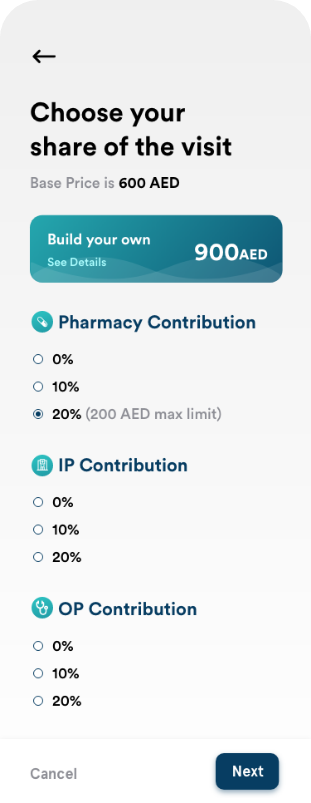 Choose your
share of the visit
Base Price is 600 AED
Build your own
See Details
900AED
Pharmacy Contribution
0%
10%
20% (200 AED max limit)
IP Contribution
0%
10%
20%
OP Contribution
0%
10%
20%
Cancel
Next